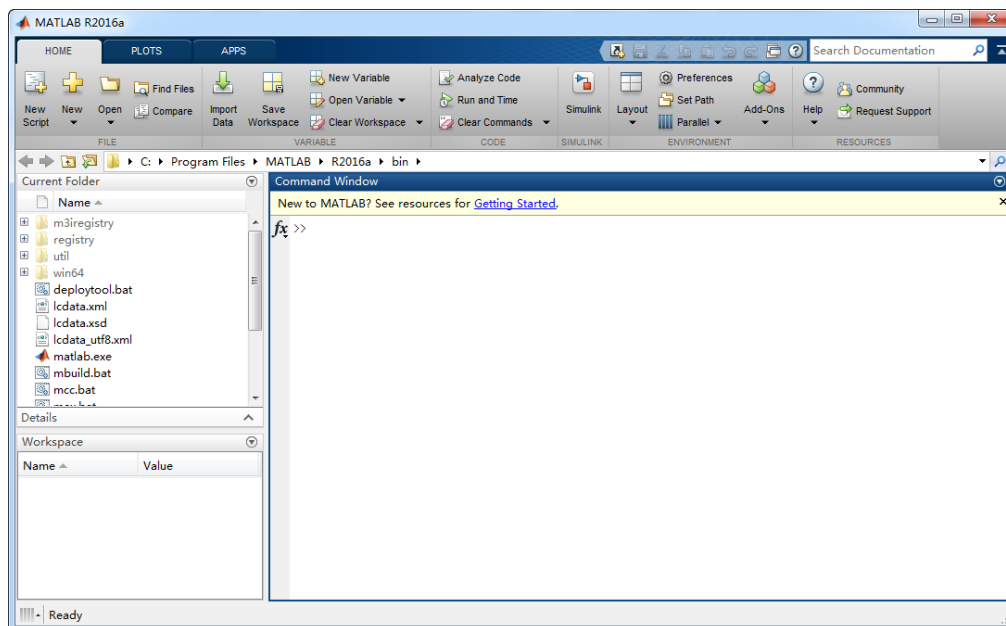 MATLAB R2016a
HOME PLOTS APPS Search Documentation
New Script New Open Find Files Compare Import Data Save Workspace New Variable Open Variable Clear Workspace Analyze Code Run and Time Clear Commands Simulink Layout Preferences Set Path Parallel Add-Ons Help Community Request Support
FILE VARIABLE CODE SIMULINK ENVIRONMENT RESOURCES
C: Program Files MATLAB R2016a bin
Current Folder
Name
m3iregistry
registry
util
win64
deploytool.bat
lcdata.xml
lcdata.xsd
lcdata_utf8.xml
matlab.exe
mbuild.bat
mcc.bat
Details
Workspace
Name Value
Command Window
New to MATLAB? See resources for Getting Started.
fx >>
Ready